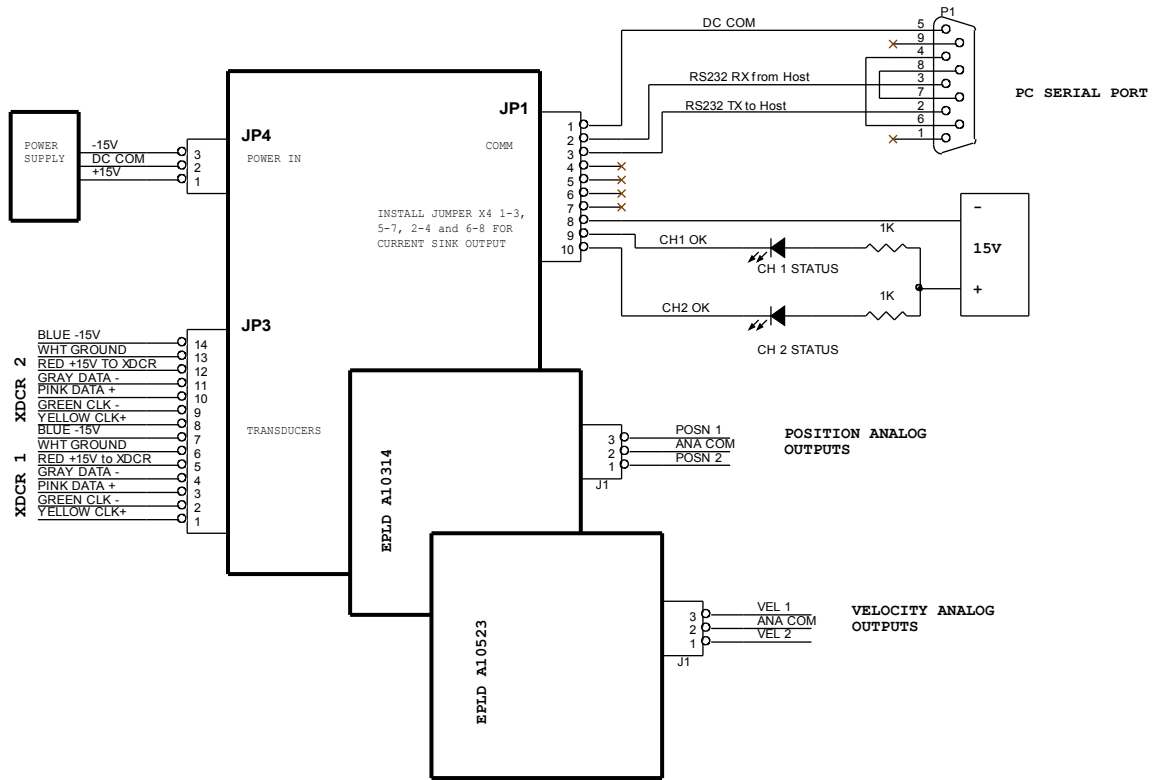 P1
DC COM
5
9
4
8
3
7
2
6
1
RS232 RX from Host
RS232 TX to Host
PC SERIAL PORT
JP1
COMM
1
2
3
4
5
6
7
8
9
10
POWER
SUPPLY
-15V
DC COM
+15V
3
2
1
JP4
POWER IN
INSTALL JUMPER X4 1-3,
5-7, 2-4 and 6-8 FOR
CURRENT SINK OUTPUT
CH1 OK
CH 1 STATUS
1K
CH2 OK
CH 2 STATUS
1K
-
15V
+
JP3
TRANSDUCERS
XDCR 2
BLUE -15V
WHT GROUND
RED +15V TO XDCR
GRAY DATA -
PINK DATA +
GREEN CLK -
YELLOW CLK+
XDCR 1
BLUE -15V
WHT GROUND
RED +15V to XDCR
GRAY DATA -
PINK DATA +
GREEN CLK -
YELLOW CLK+
14
13
12
11
10
9
8
7
6
5
4
3
2
1
EPLD A10314
3
2
1
J1
POSN 1
ANA COM
POSN 2
POSITION ANALOG
OUTPUTS
EPLD A10523
3
2
1
J1
VEL 1
ANA COM
VEL 2
VELOCITY ANALOG
OUTPUTS